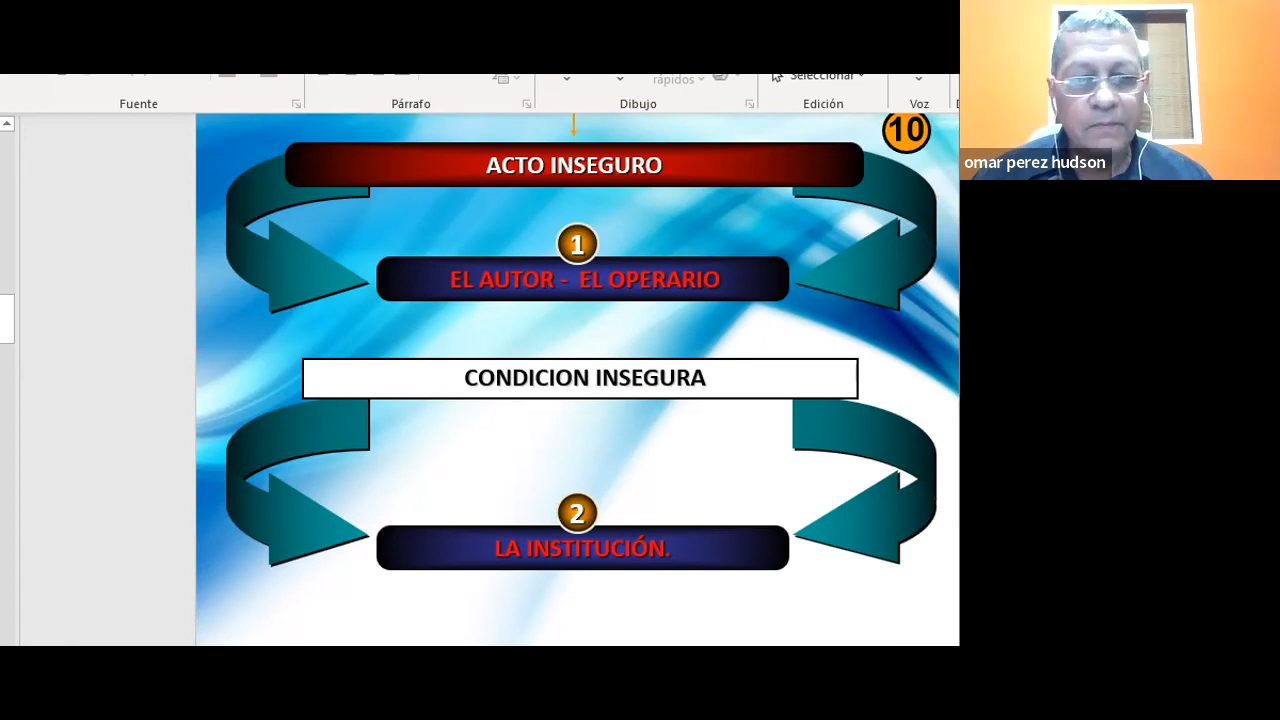 rápidos
Seleccionar
Fuente
Párrafo
Dibujo
Edición
Voz
10
ACTO INSEGURO
1
EL AUTOR - EL OPERARIO
CONDICION INSEGURA
2
LA INSTITUCIÓN.
omar perez hudson